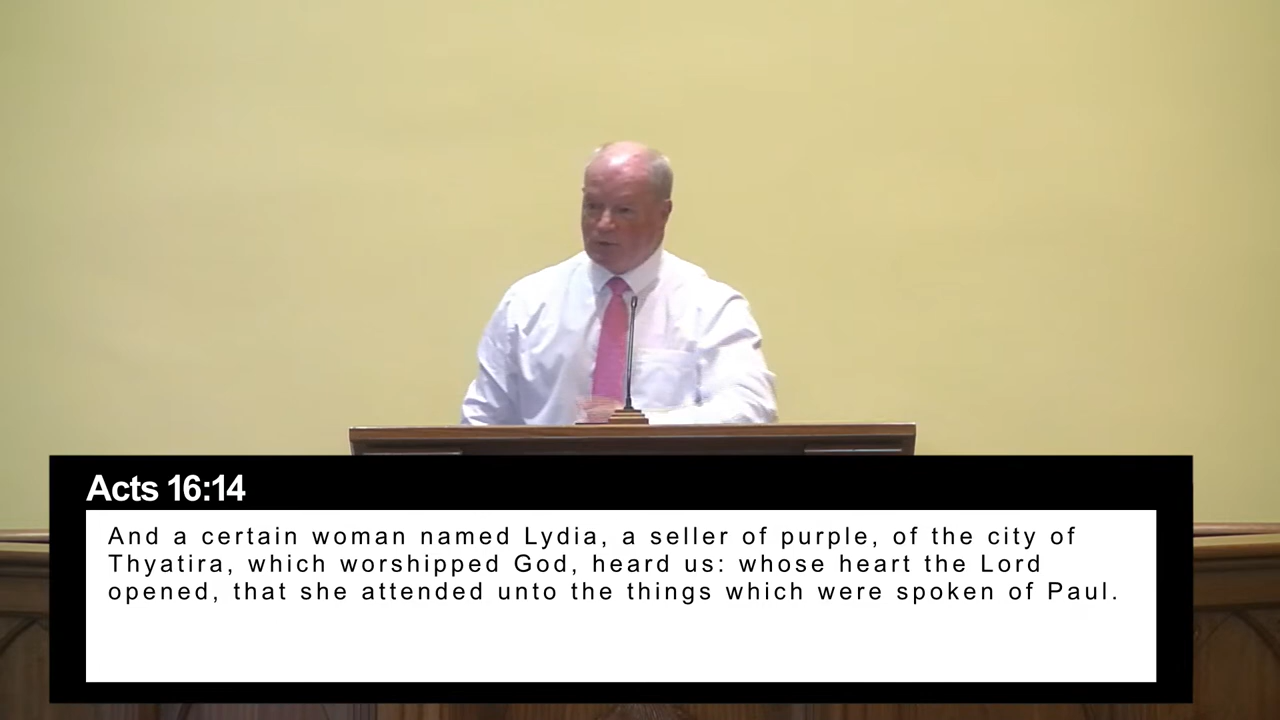 Acts 16:14
And a certain woman named Lydia, a seller of purple, of the city of
Thyatira, which worshipped God, heard us: whose heart the Lord
opened, that she attended unto the things which were spoken of Paul.